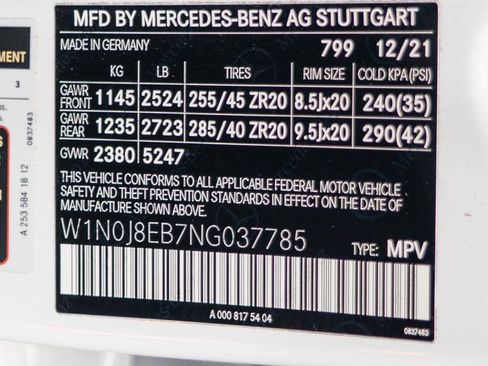 MFD BY MERCEDES-BENZ AG STUTTGART
MADE IN GERMANY 799 12/21
KG LB TIRES RIM SIZE COLD KPA (PSI)
GAWR FRONT 1145 2524 255/45 ZR20 8.5Jx20 240(35)
GAWR REAR 1235 2723 285/40 ZR20 9.5Jx20 290(42)
GWR 2380 5247
THIS VEHICLE CONFORMS TO ALL APPLICABLE FEDERAL MOTOR VEHICLE
SAFETY AND THEFT PREVENTION STANDARDS IN EFFECT ON THE DATE OF
MANUFACTURE SHOWN ABOVE.
W1N0J8EB7NG037785 TYPE: MPV
A 000 817 54 04
0837483
MENT
3
0837483
A 253 584 18 12